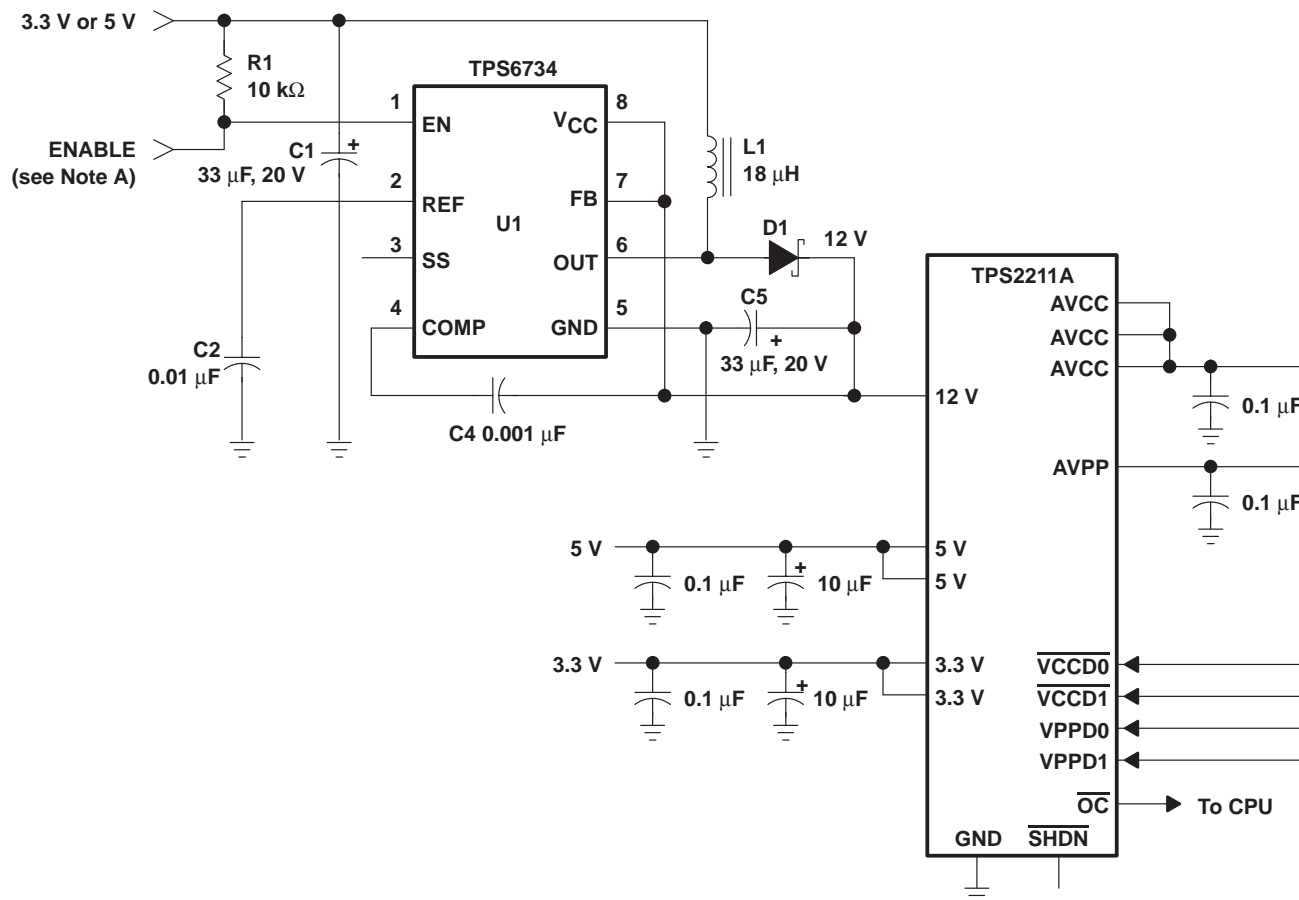 3.3 V or 5 V
R1
10 kΩ
ENABLE
(see Note A)
C1
+
33 μF, 20 V
C2
0.01 μF
TPS6734
1
EN
2
REF
3
SS
4
COMP
U1
8
VCC
7
FB
6
OUT
5
GND
L1
18 μH
D1
12 V
C5
+
33 μF, 20 V
C4 0.001 μF
TPS2211A
AVCC
AVCC
AVCC
0.1 μF
12 V
AVPP
0.1 μF
5 V
0.1 μF
+
10 μF
5 V
5 V
3.3 V
0.1 μF
+
10 μF
3.3 V
3.3 V
VCCD0
VCCD1
VPPD0
VPPD1
OC
To CPU
GND
SHDN